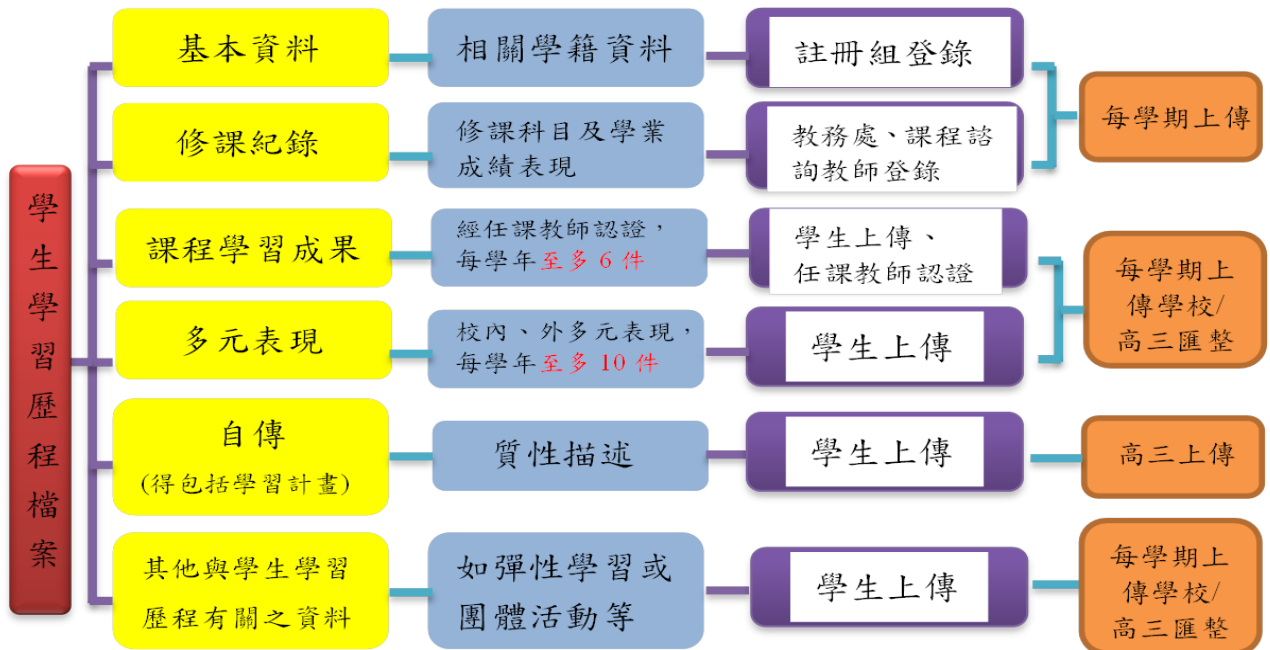 學生學習歷程檔案
基本資料
相關學籍資料
註冊組登錄
每學期上傳
修課紀錄
修課科目及學業
成績表現
教務處、課程諮
詢教師登錄
課程學習成果
經任課教師認證，
每學年至多 6 件
學生上傳、
任課教師認證
每學期上
傳學校/
高三匯整
多元表現
校內、外多元表現，
每學年至多 10 件
學生上傳
自傳
(得包括學習計畫)
質性描述
學生上傳
高三上傳
其他與學生學習
歷程有關之資料
如彈性學習或
團體活動等
學生上傳
每學期上
傳學校/
高三匯整